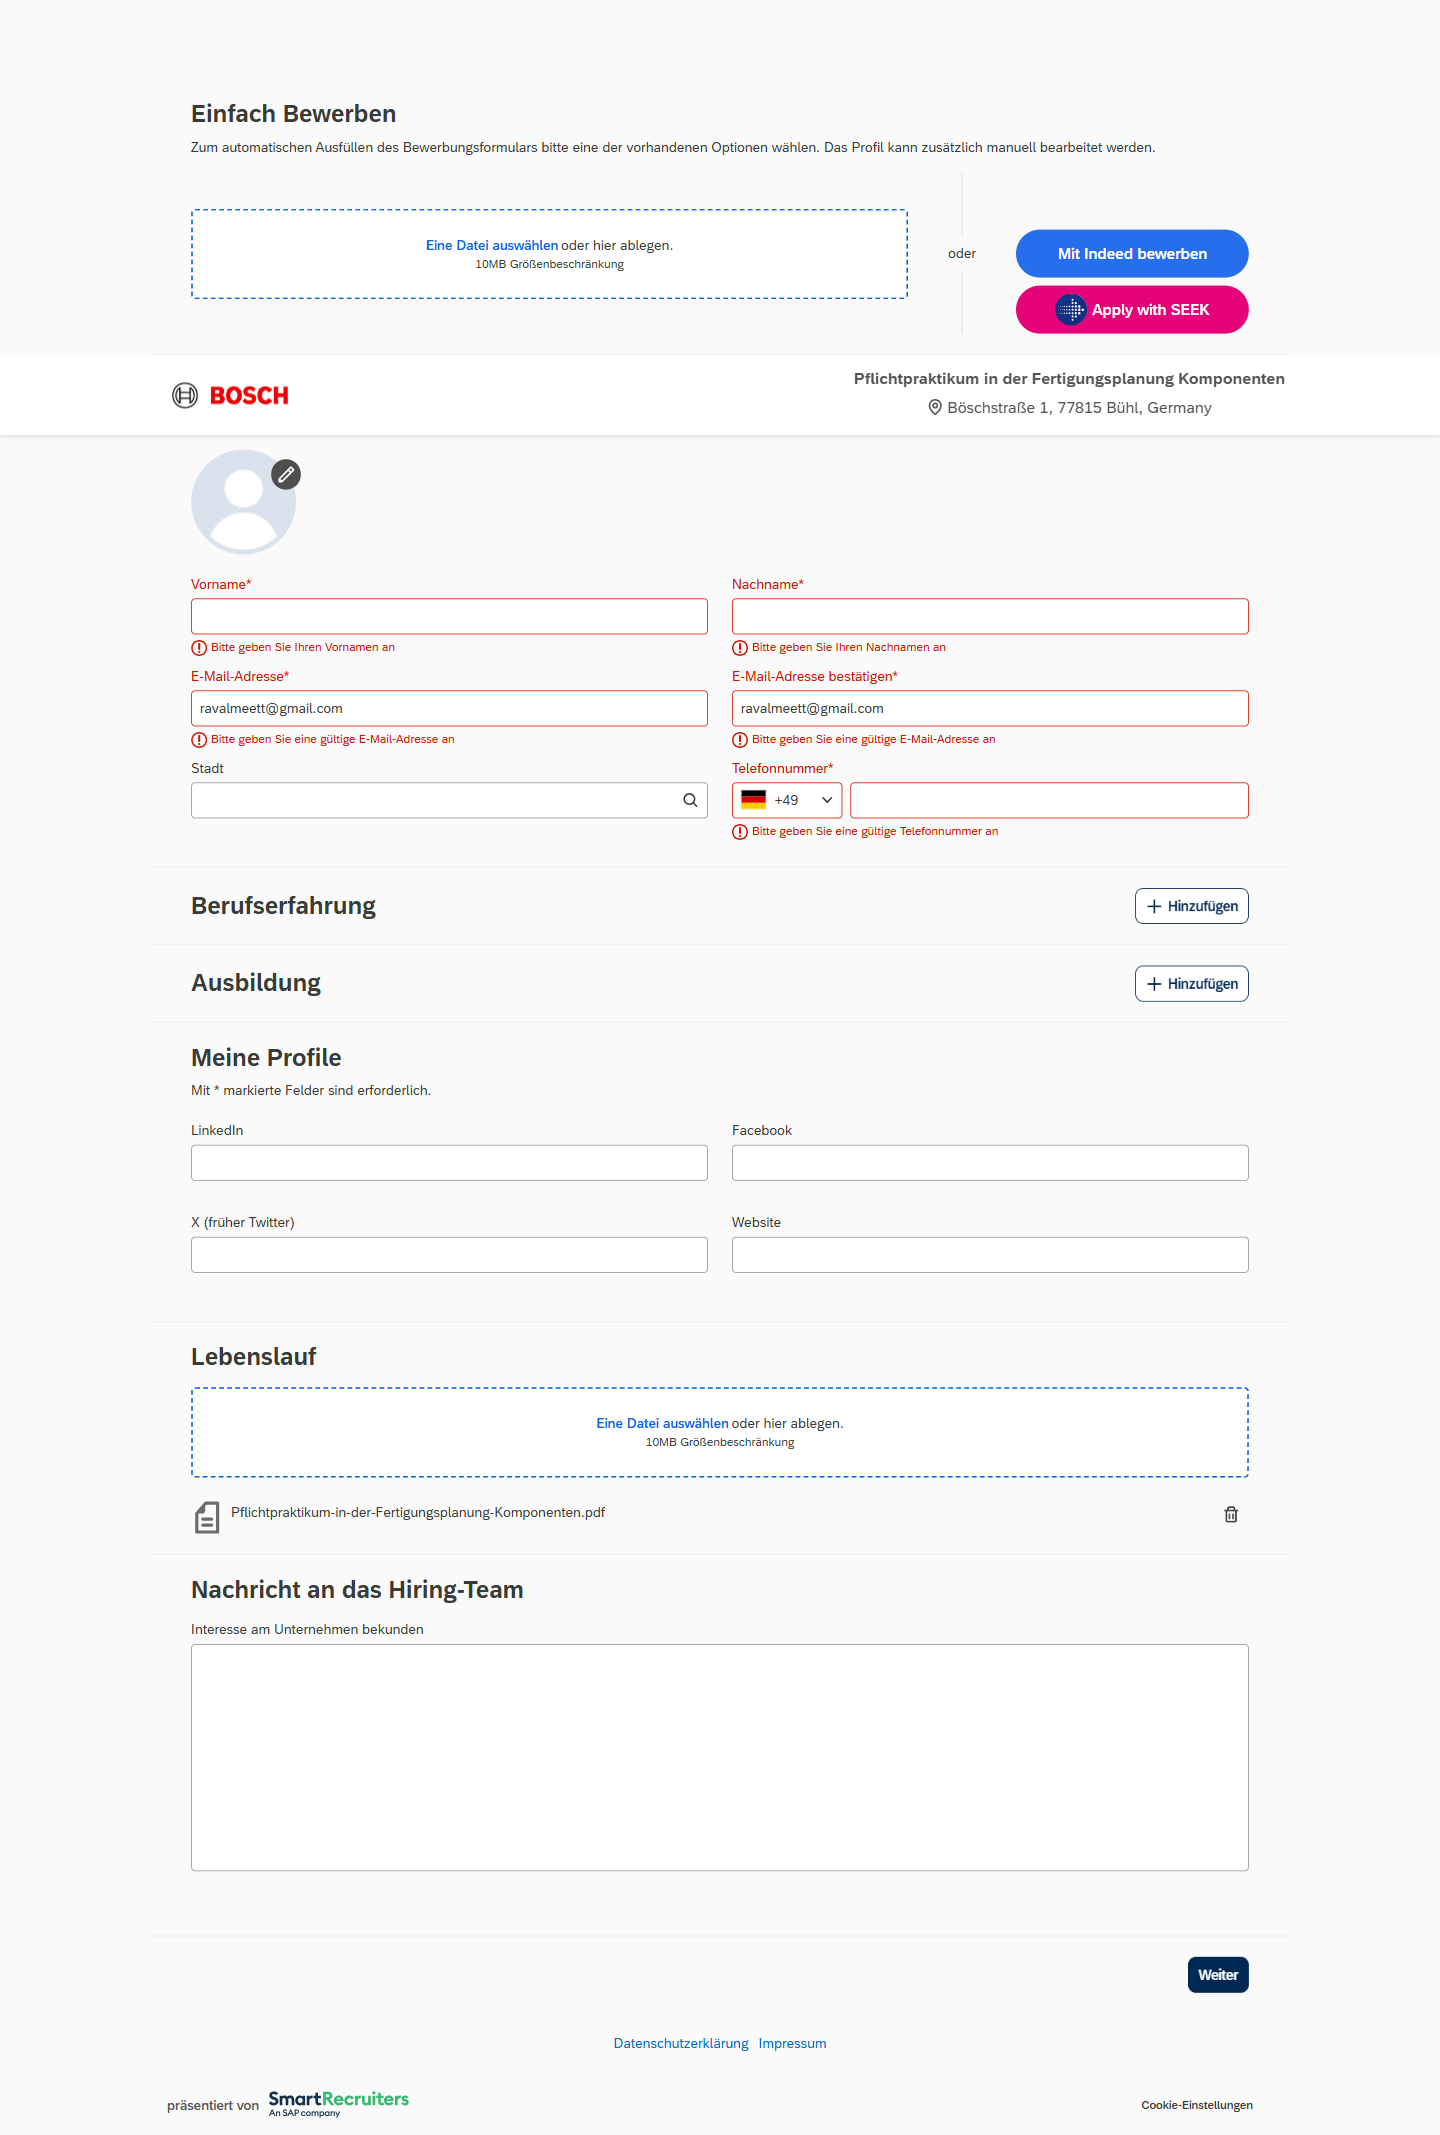 Einfach Bewerben
Zum automatischen Ausfüllen des Bewerbungsformulars bitte eine der vorhandenen Optionen wählen. Das Profil kann zusätzlich manuell bearbeitet werden.
Eine Datei auswählen oder hier ablegen.
10MB Größenbeschränkung
oder
Mit Indeed bewerben
Apply with SEEK
BOSCH
Pflichtpraktikum in der Fertigungsplanung Komponenten
Böschstraße 1, 77815 Bühl, Germany
Vorname*
Nachname*
Bitte geben Sie Ihren Vornamen an
Bitte geben Sie Ihren Nachnamen an
E-Mail-Adresse*
E-Mail-Adresse bestätigen*
ravalmeett@gmail.com
ravalmeett@gmail.com
Bitte geben Sie eine gültige E-Mail-Adresse an
Bitte geben Sie eine gültige E-Mail-Adresse an
Stadt
Telefonnummer*
+49
Bitte geben Sie eine gültige Telefonnummer an
Berufserfahrung
Hinzufügen
Ausbildung
Hinzufügen
Meine Profile
Mit * markierte Felder sind erforderlich.
LinkedIn
Facebook
X (früher Twitter)
Website
Lebenslauf
Eine Datei auswählen oder hier ablegen.
10MB Größenbeschränkung
Pflichtpraktikum-in-der-Fertigungsplanung-Komponenten.pdf
Nachricht an das Hiring-Team
Interesse am Unternehmen bekunden
Weiter
Datenschutzerklärung Impressum
präsentiert von SmartRecruiters
An SAP company
Cookie-Einstellungen